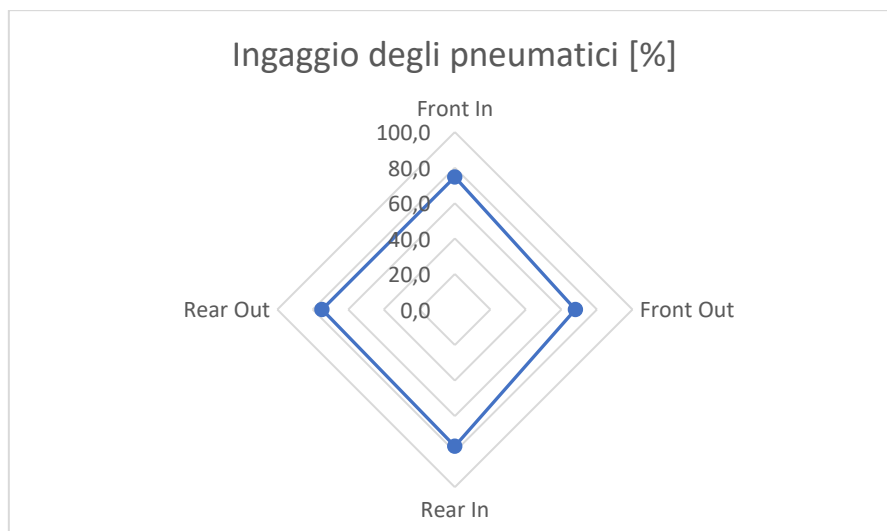 Ingaggio degli pneumatici [%]
Front In
100,0
80,0
60,0
40,0
20,0
0,0
Rear Out
Front Out
Rear In